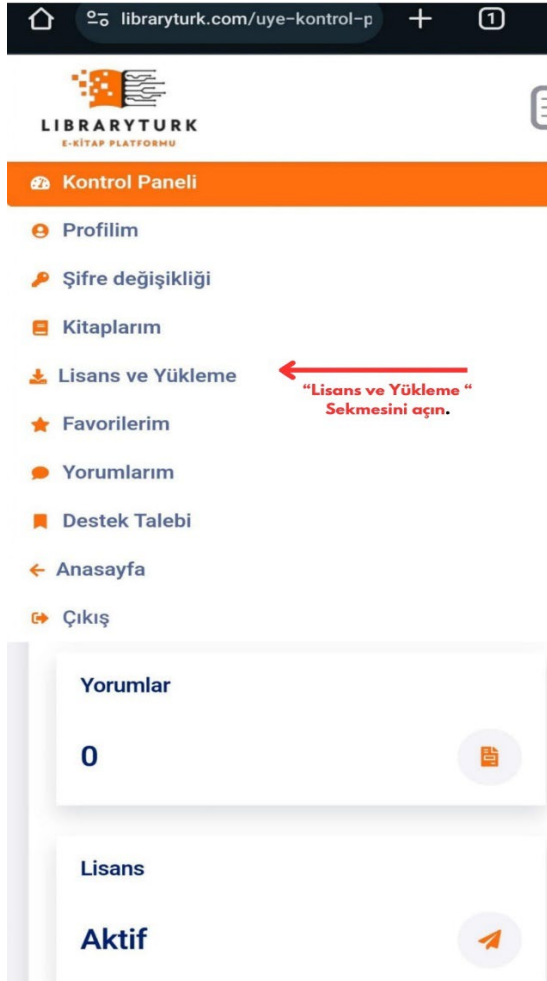 libraryturk.com/uye-kontrol-p
1
LIBRARYTURK
E-KİTAP PLATFORMU
Kontrol Paneli
Profilim
Şifre değişikliği
Kitaplarım
Lisans ve Yükleme
“Lisans ve Yükleme “
Sekmesini açın.
Favorilerim
Yorumlarım
Destek Talebi
Anasayfa
Çıkış
Yorumlar
0
Lisans
Aktif